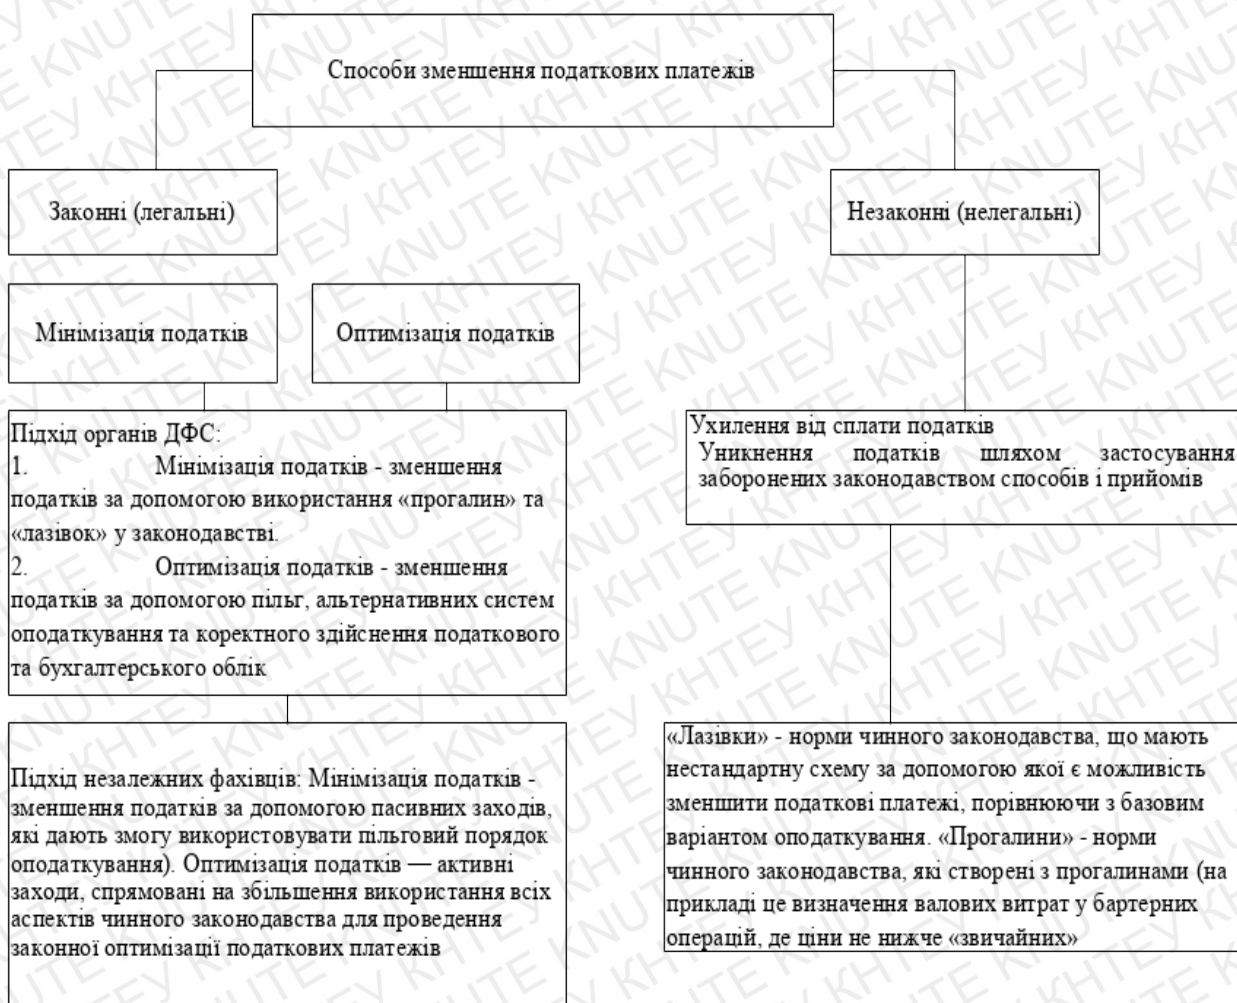 Способи зменшення податкових платежів
Законні (легальні)
Незаконні (нелегальні)
Мінімізація податків
Оптимізація податків
Підхід органів ДФС:
1. Мінімізація податків - зменшення
податків за допомогою використання «прогалин» та
«лазівок» у законодавстві.
2. Оптимізація податків - зменшення
податків за допомогою пільг, альтернативних систем
оподаткування та коректного здійснення податкового
та бухгалтерського облік
Ухилення від сплати податків
Уникнення податків шляхом застосування
заборонених законодавством способів і прийомів
Підхід незалежних фахівців: Мінімізація податків -
зменшення податків за допомогою пасивних заходів,
які дають змогу використовувати пільговий порядок
оподаткування). Оптимізація податків — активні
заходи, спрямовані на збільшення використання всіх
аспектів чинного законодавства для проведення
законної оптимізації податкових платежів
«Лазівки» - норми чинного законодавства, що мають
нестандартну схему за допомогою якої є можливість
зменшити податкові платежі, порівнюючи з базовим
варіантом оподаткування. «Прогалини» - норми
чинного законодавства, які створені з прогалинами (на
прикладі це визначення валових витрат у бартерних
операцій, де ціни не нижче «звичайних»